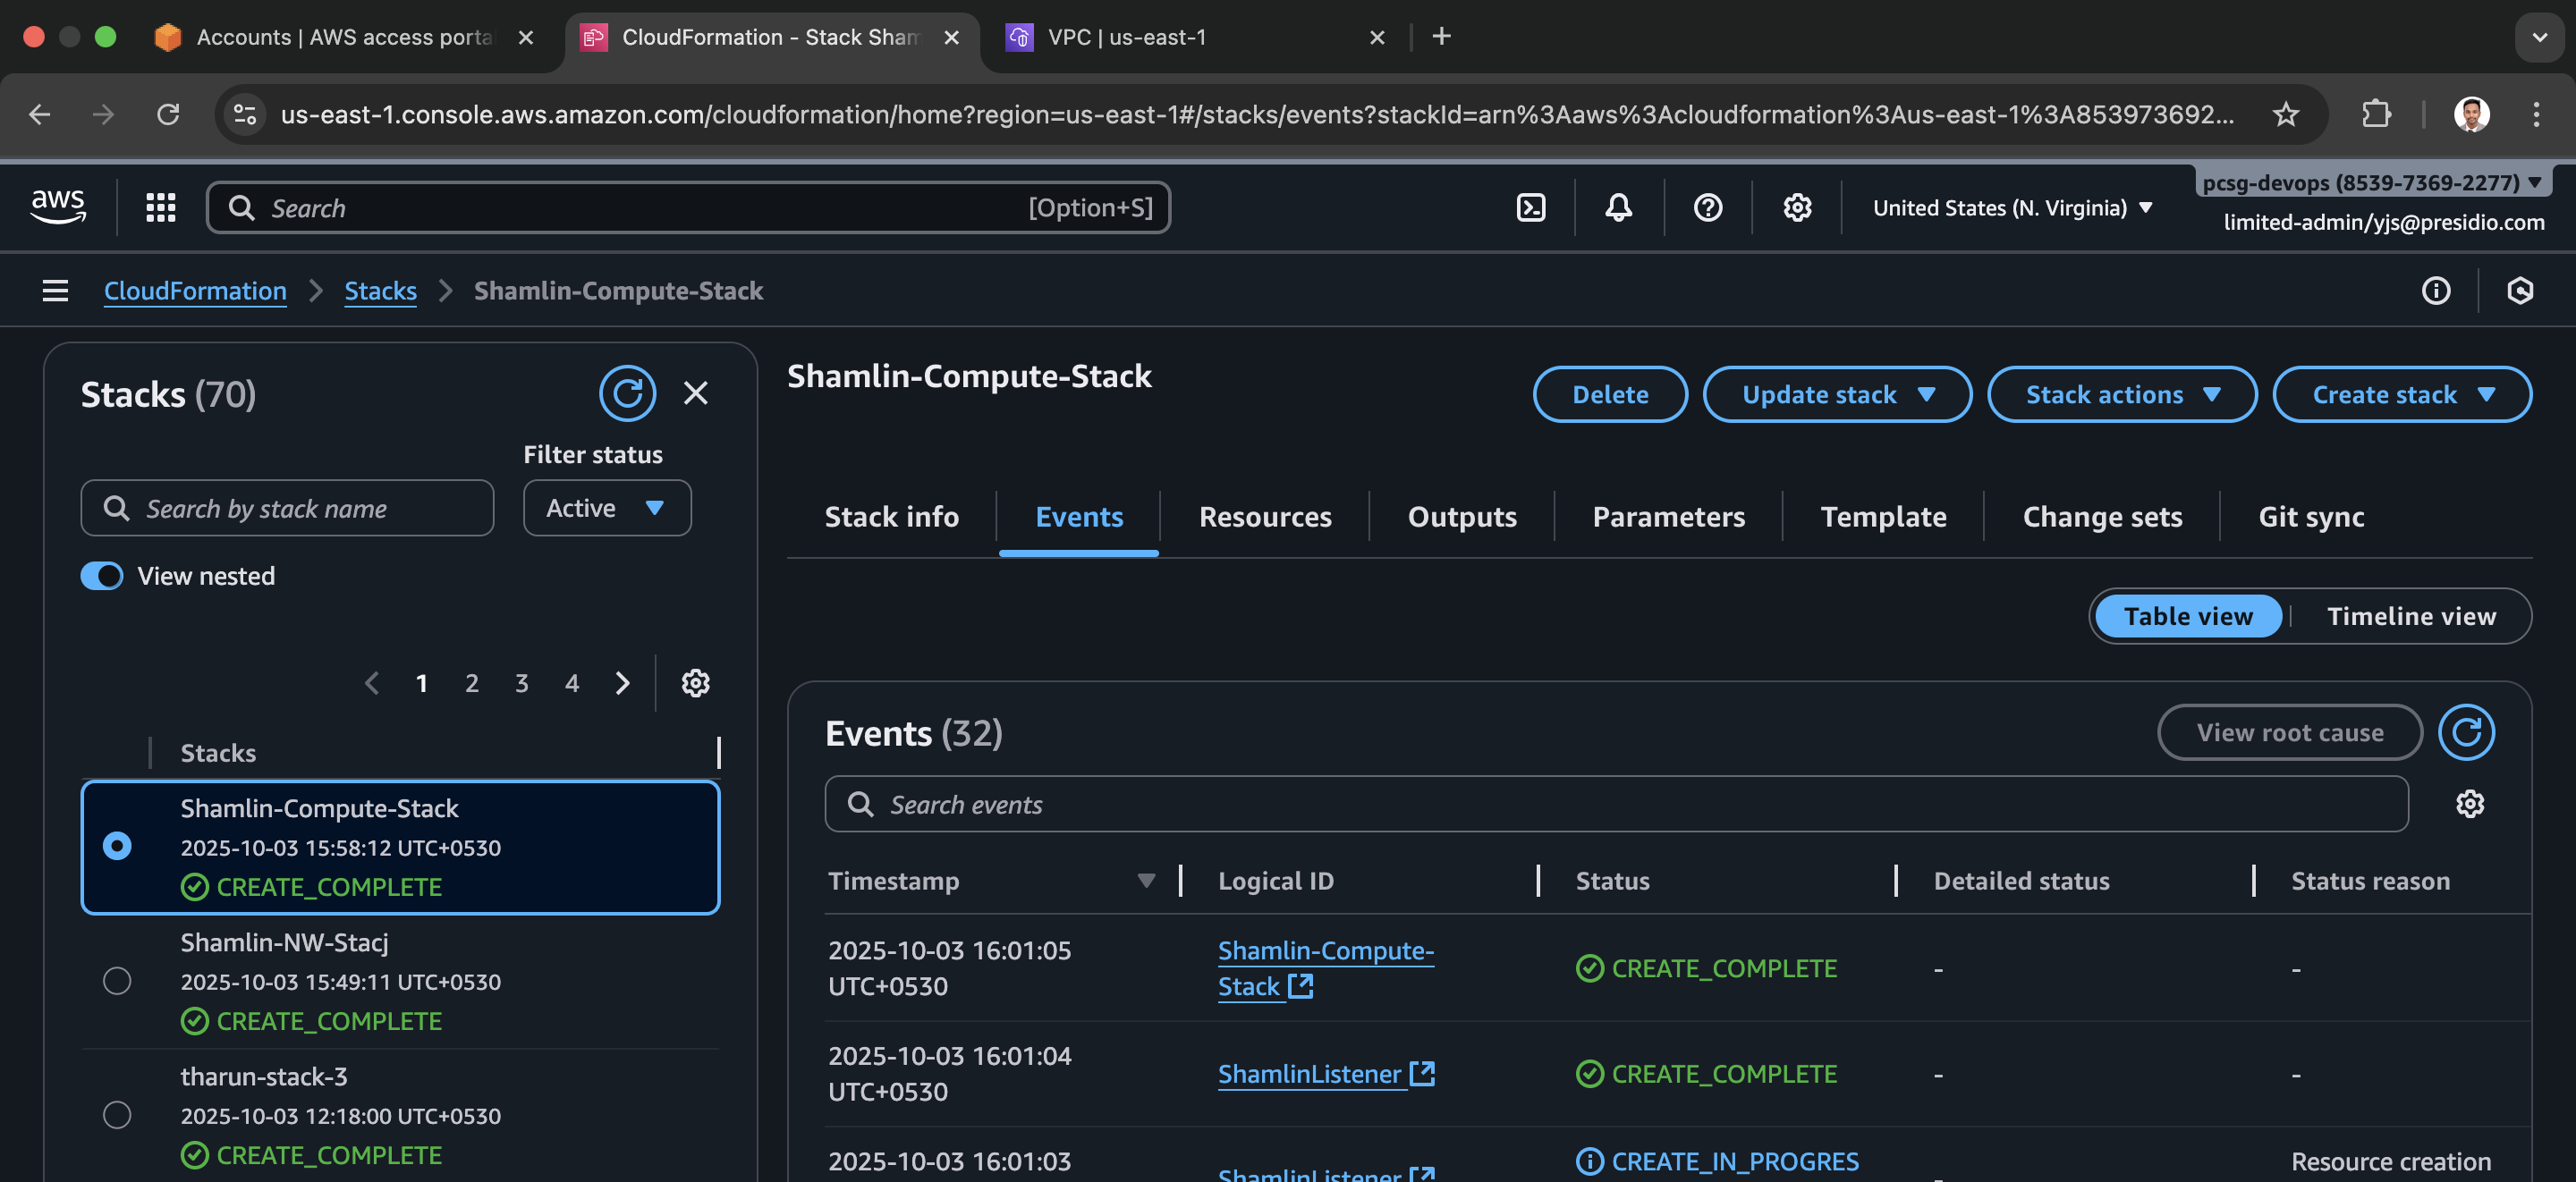 Accounts | AWS access porta
CloudFormation - Stack Sham
VPC | us-east-1
us-east-1.console.aws.amazon.com/cloudformation/home?region=us-east-1#/stacks/events?stackId=arn%3Aaws%3Acloudformation%3Aus-east-1%3A853973692...
aws
Search
[Option+S]
United States (N. Virginia)
pcsg-devops (8539-7369-2277)
limited-admin/yjs@presidio.com
CloudFormation
Stacks
Shamlin-Compute-Stack
Stacks (70)
Filter status
Search by stack name
Active
View nested
1 2 3 4
Stacks
Shamlin-Compute-Stack
2025-10-03 15:58:12 UTC+0530
CREATE_COMPLETE
Shamlin-NW-Stacj
2025-10-03 15:49:11 UTC+0530
CREATE_COMPLETE
tharun-stack-3
2025-10-03 12:18:00 UTC+0530
CREATE_COMPLETE
Shamlin-Compute-Stack
Delete
Update stack
Stack actions
Create stack
Stack info
Events
Resources
Outputs
Parameters
Template
Change sets
Git sync
Table view
Timeline view
Events (32)
View root cause
Search events
Timestamp
Logical ID
Status
Detailed status
Status reason
2025-10-03 16:01:05
UTC+0530
Shamlin-Compute-
Stack
CREATE_COMPLETE
-
-
2025-10-03 16:01:04
UTC+0530
ShamlinListener
CREATE_COMPLETE
-
-
2025-10-03 16:01:03
ShamlinListener
CREATE_IN_PROGRES
-
Resource creation